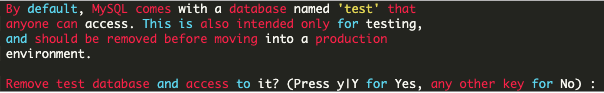 By default, MySQL comes with a database named 'test' that
anyone can access. This is also intended only for testing,
and should be removed before moving into a production
environment.
Remove test database and access to it? (Press y|Y for Yes, any other key for No) :